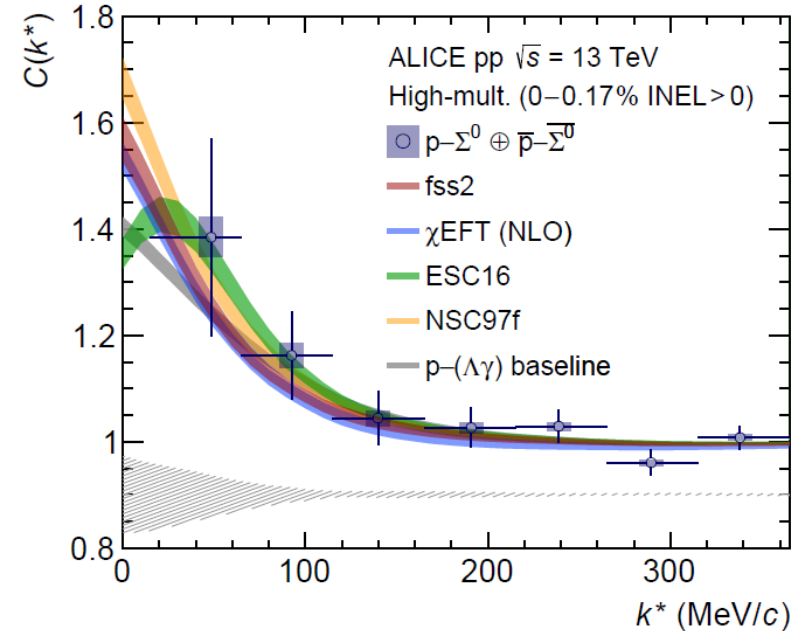 C(k*)
1.8
1.6
1.4
1.2
1
0.8
ALICE pp √s = 13 TeV
High-mult. (0−0.17% INEL > 0)
p−Σ⁰ ⊕ p̅−Σ̅⁰
fss2
χEFT (NLO)
ESC16
NSC97f
p−(Λγ) baseline
0 100 200 300
k* (MeV/c)